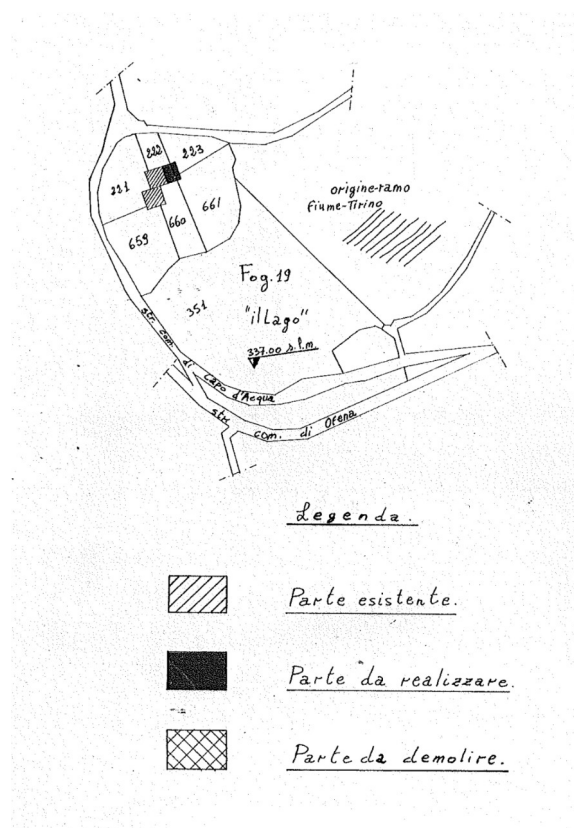 222
223
221
661
660
659
origine-ramo
fiume-Tirino
Fog. 19
"il Lago"
351
337.00 s.l.m.
str. com. di Capo d'Acqua
str com. di Ofena
Legenda.
Parte esistente.
Parte da realizzare.
Parte da demolire.